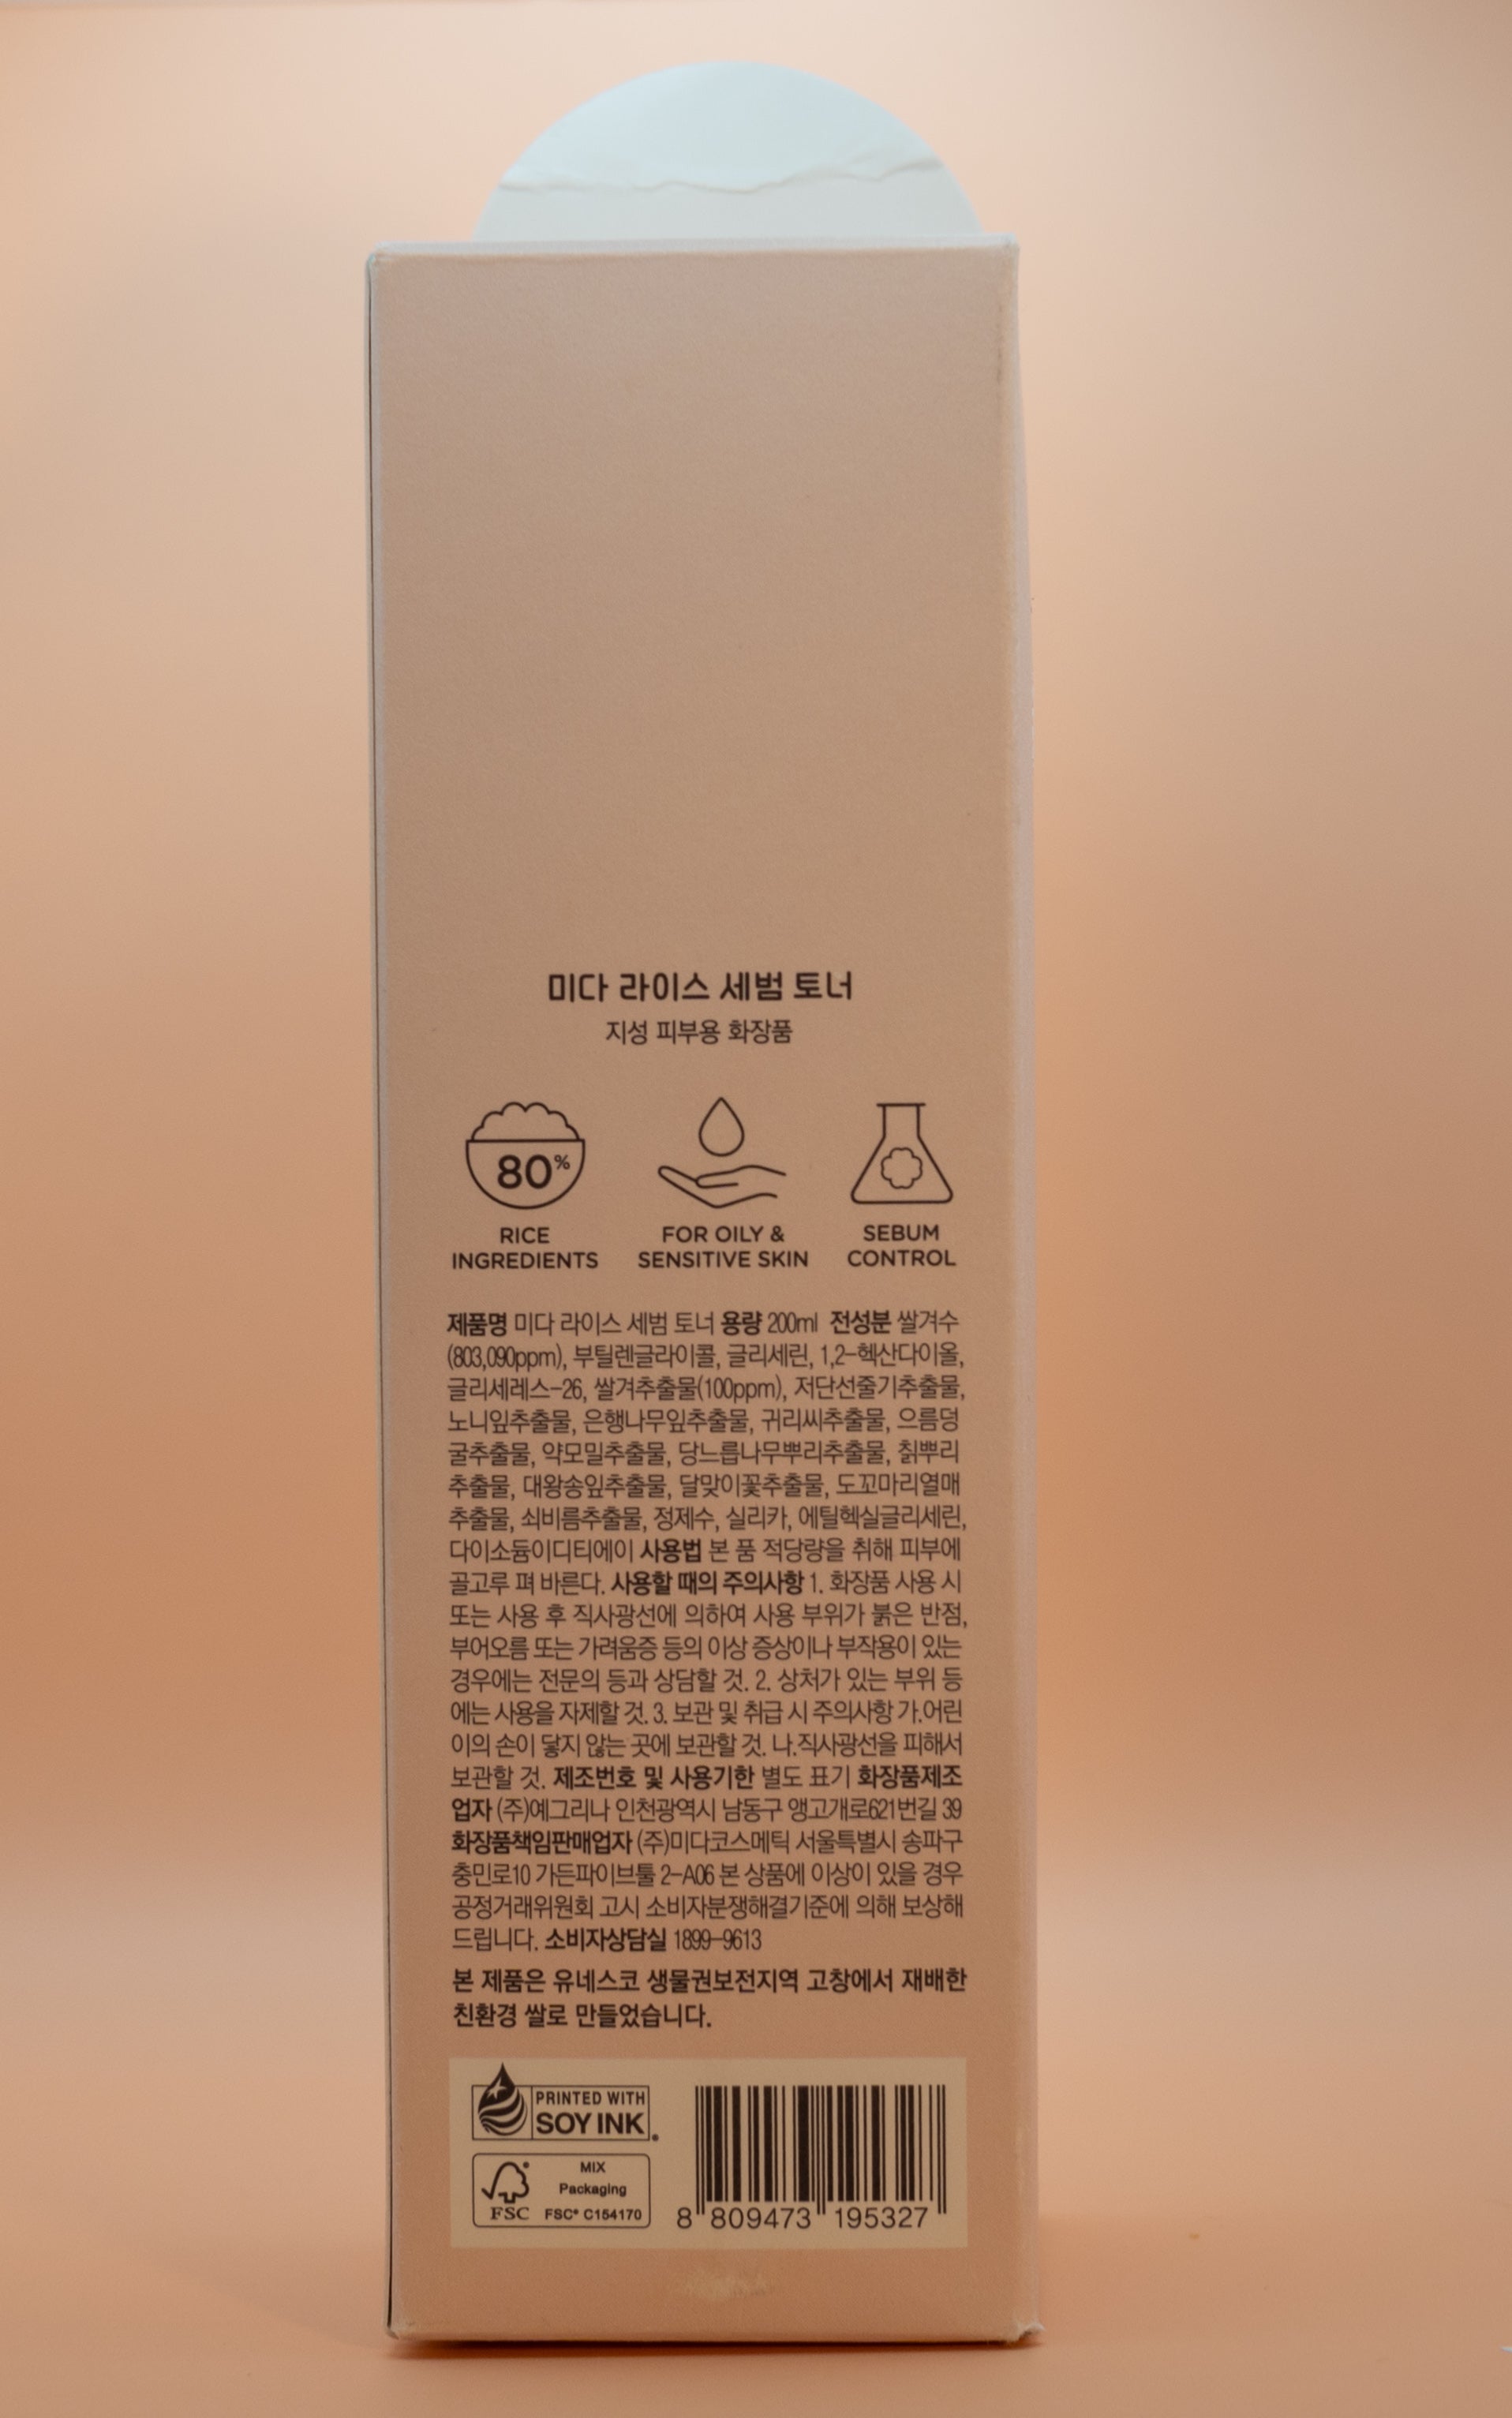 미다 라이스 세범 토너
지성 피부용 화장품
80%
RICE
INGREDIENTS
FOR OILY &
SENSITIVE SKIN
SEBUM
CONTROL
제품명 미다 라이스 세범 토너 용량 200ml 전성분 쌀겨수
(803,090ppm), 부틸렌글라이콜, 글리세린, 1,2-헥산다이올,
글리세레스-26, 쌀겨추출물(100ppm), 저단선줄기추출물,
노니잎추출물, 은행나무잎추출물, 귀리씨추출물, 으름덩
굴추출물, 약모밀추출물, 당느릅나무뿌리추출물, 칡뿌리
추출물, 대왕송잎추출물, 달맞이꽃추출물, 도꼬마리열매
추출물, 쇠비름추출물, 정제수, 실리카, 에틸헥실글리세린,
다이소듐이디티에이 사용법 본 품 적당량을 취해 피부에
골고루 펴 바른다. 사용할 때의 주의사항 1. 화장품 사용 시
또는 사용 후 직사광선에 의하여 사용 부위가 붉은 반점,
부어오름 또는 가려움증 등의 이상 증상이나 부작용이 있는
경우에는 전문의 등과 상담할 것. 2. 상처가 있는 부위 등
에는 사용을 자제할 것. 3. 보관 및 취급 시 주의사항 가.어린
이의 손이 닿지 않는 곳에 보관할 것. 나.직사광선을 피해서
보관할 것. 제조번호 및 사용기한 별도 표기 화장품제조
업자 (주)예그리나 인천광역시 남동구 앵고개로621번길 39
화장품책임판매업자 (주)미다코스메틱 서울특별시 송파구
충민로10 가든파이브툴 2-A06 본 상품에 이상이 있을 경우
공정거래위원회 고시 소비자분쟁해결기준에 의해 보상해
드립니다. 소비자상담실 1899-9613
본 제품은 유네스코 생물권보전지역 고창에서 재배한
친환경 쌀로 만들었습니다.
PRINTED WITH
SOY INK
MIX
Packaging
FSC FSC® C154170
8 809473 195327